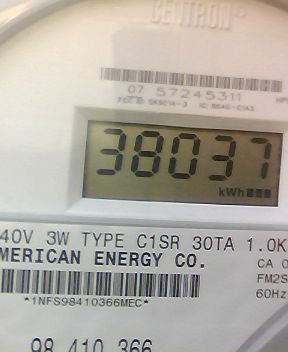 CENTRON
07 57245311
38037
kWh
40V 3W TYPE C1SR 30TA 1.0K
MERICAN ENERGY CO.
CA 0
FM2S
60Hz
*1NFS98410366MEC*
98 410 366